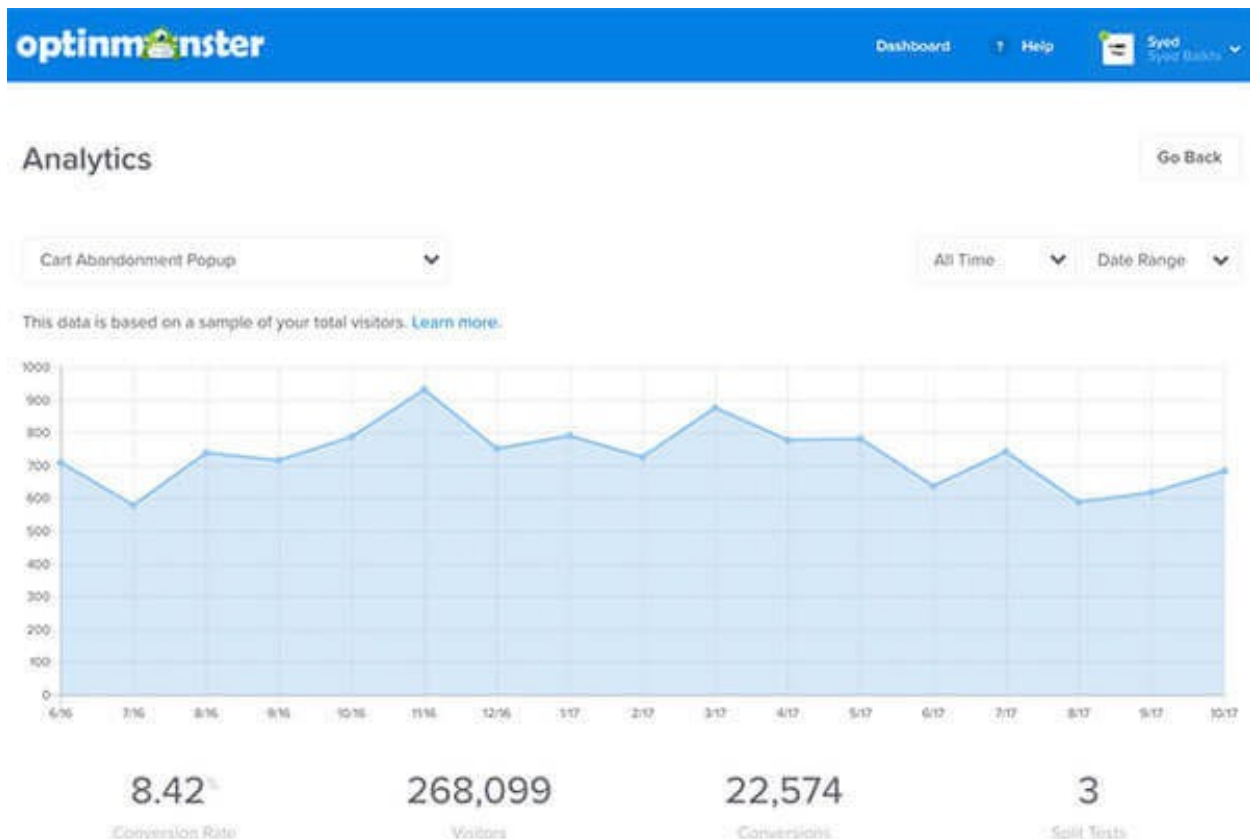 optinmonster
Dashboard ? Help Syed
Syed Balkhi
Analytics
Go Back
Cart Abandonment Popup All Time Date Range
This data is based on a sample of your total visitors. Learn more.
1000
900
800
700
600
500
400
300
200
100
0
6/16 7/16 8/16 9/16 10/16 11/16 12/16 1/17 2/17 3/17 4/17 5/17 6/17 7/17 8/17 9/17 10/17
8.42% 268,099 22,574 3
Conversion Rate Visitors Conversions Split Tests